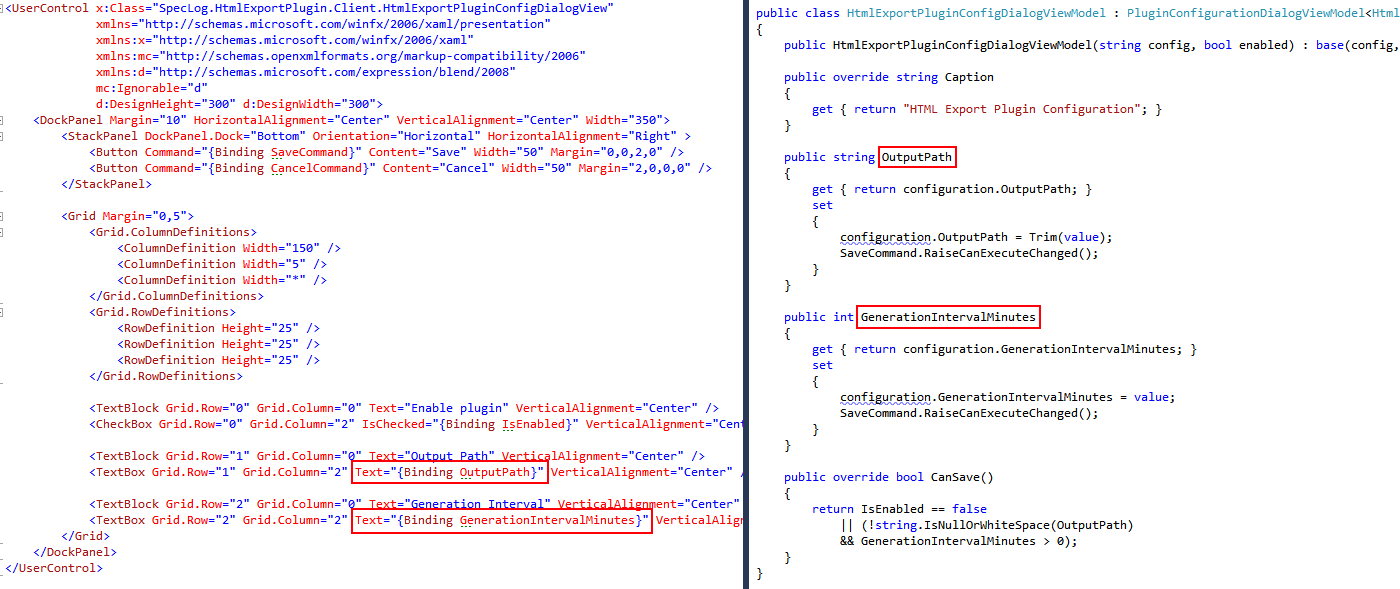 <UserControl x:Class="SpecLog.HtmlExportPlugin.Client.HtmlExportPluginConfigDialogView"
xmlns="http://schemas.microsoft.com/winfx/2006/xaml/presentation"
xmlns:x="http://schemas.microsoft.com/winfx/2006/xaml"
xmlns:mc="http://schemas.openxmlformats.org/markup-compatibility/2006"
xmlns:d="http://schemas.microsoft.com/expression/blend/2008"
mc:Ignorable="d"
d:DesignHeight="300" d:DesignWidth="300">
<DockPanel Margin="10" HorizontalAlignment="Center" VerticalAlignment="Center" Width="350">
<StackPanel DockPanel.Dock="Bottom" Orientation="Horizontal" HorizontalAlignment="Right" >
<Button Command="{Binding SaveCommand}" Content="Save" Width="50" Margin="0,0,2,0" />
<Button Command="{Binding CancelCommand}" Content="Cancel" Width="50" Margin="2,0,0,0" />
</StackPanel>
<Grid Margin="0,5">
<Grid.ColumnDefinitions>
<ColumnDefinition Width="150" />
<ColumnDefinition Width="5" />
<ColumnDefinition Width="*" />
</Grid.ColumnDefinitions>
<Grid.RowDefinitions>
<RowDefinition Height="25" />
<RowDefinition Height="25" />
<RowDefinition Height="25" />
</Grid.RowDefinitions>
<TextBlock Grid.Row="0" Grid.Column="0" Text="Enable plugin" VerticalAlignment="Center" />
<CheckBox Grid.Row="0" Grid.Column="2" IsChecked="{Binding IsEnabled}" VerticalAlignment="Cent
<TextBlock Grid.Row="1" Grid.Column="0" Text="Output Path" VerticalAlignment="Center" />
<TextBox Grid.Row="1" Grid.Column="2" Text="{Binding OutputPath}" VerticalAlignment="Center" /
<TextBlock Grid.Row="2" Grid.Column="0" Text="Generation Interval" VerticalAlignment="Center"
<TextBox Grid.Row="2" Grid.Column="2" Text="{Binding GenerationIntervalMinutes}" VerticalAlign
</Grid>
</DockPanel>
</UserControl>
public class HtmlExportPluginConfigDialogViewModel : PluginConfigurationDialogViewModel<Html
{
public HtmlExportPluginConfigDialogViewModel(string config, bool enabled) : base(config,
public override string Caption
{
get { return "HTML Export Plugin Configuration"; }
}
public string OutputPath
{
get { return configuration.OutputPath; }
set
{
configuration.OutputPath = Trim(value);
SaveCommand.RaiseCanExecuteChanged();
}
}
public int GenerationIntervalMinutes
{
get { return configuration.GenerationIntervalMinutes; }
set
{
configuration.GenerationIntervalMinutes = value;
SaveCommand.RaiseCanExecuteChanged();
}
}
public override bool CanSave()
{
return IsEnabled == false
|| (!string.IsNullOrWhiteSpace(OutputPath)
&& GenerationIntervalMinutes > 0);
}
}